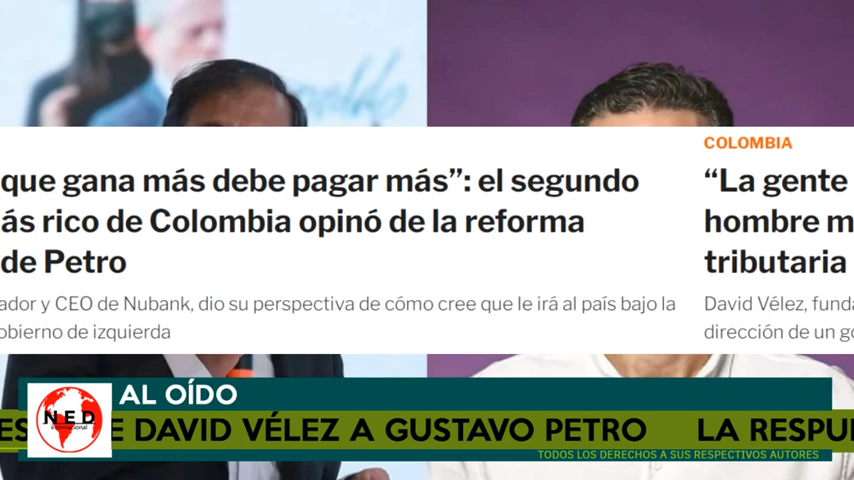 que gana más debe pagar más”: el segundo
ás rico de Colombia opinó de la reforma
de Petro
ador y CEO de Nubank, dio su perspectiva de cómo cree que le irá al país bajo la
obierno de izquierda
COLOMBIA
“La gente
hombre m
tributaria
David Vélez, funda
dirección de un go
AL OÍDO
NED
International
ES E DAVID VÉLEZ A GUSTAVO PETRO LA RESPU
TODOS LOS DERECHOS A SUS RESPECTIVOS AUTORES